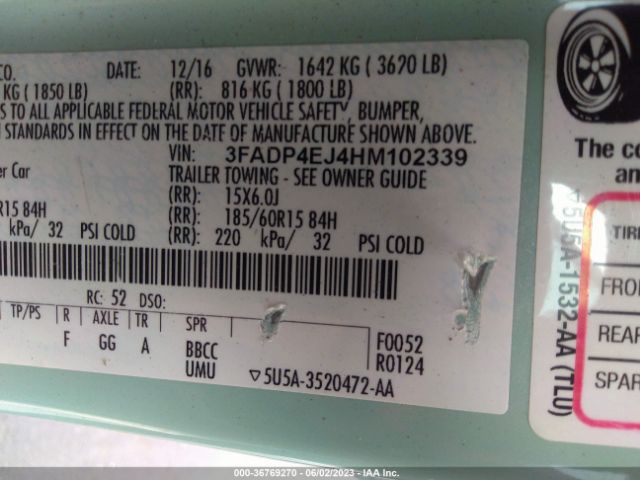 CO. DATE: 12/16 GVWR: 1642 KG ( 3620 LB)
KG ( 1850 LB) (RR): 816 KG ( 1800 LB)
S TO ALL APPLICABLE FEDERAL MOTOR VEHICLE SAFETY, BUMPER,
STANDARDS IN EFFECT ON THE DATE OF MANUFACTURE SHOWN ABOVE.
VIN: 3FADP4EJ4HM102339
er Car TRAILER TOWING - SEE OWNER GUIDE
(RR): 15X6.0J
0R15 84H (RR): 185/60R15 84H
kPa/ 32 PSI COLD (RR): 220 kPa/ 32 PSI COLD
RC: 52 DSO:
TP/PS R AXLE TR SPR F0052
F GG A BBCC R0124
UMU ▽5U5A-3520472-AA
The co
an
TIRE
FRO
REAR
SPAR
5U5A-1532-AA (TLU)
000-36769270 - 06/02/2023 - IAA Inc.